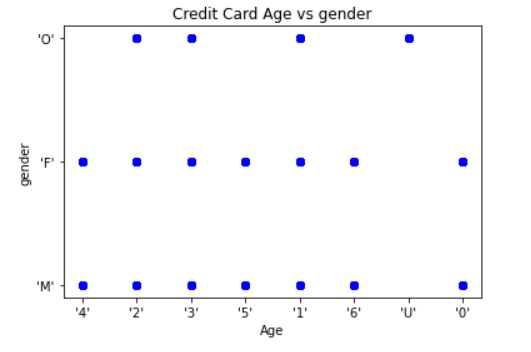 Credit Card Age vs gender
'O'
'F'
'M'
gender
'4' '2' '3' '5' '1' '6' 'U' '0'
Age